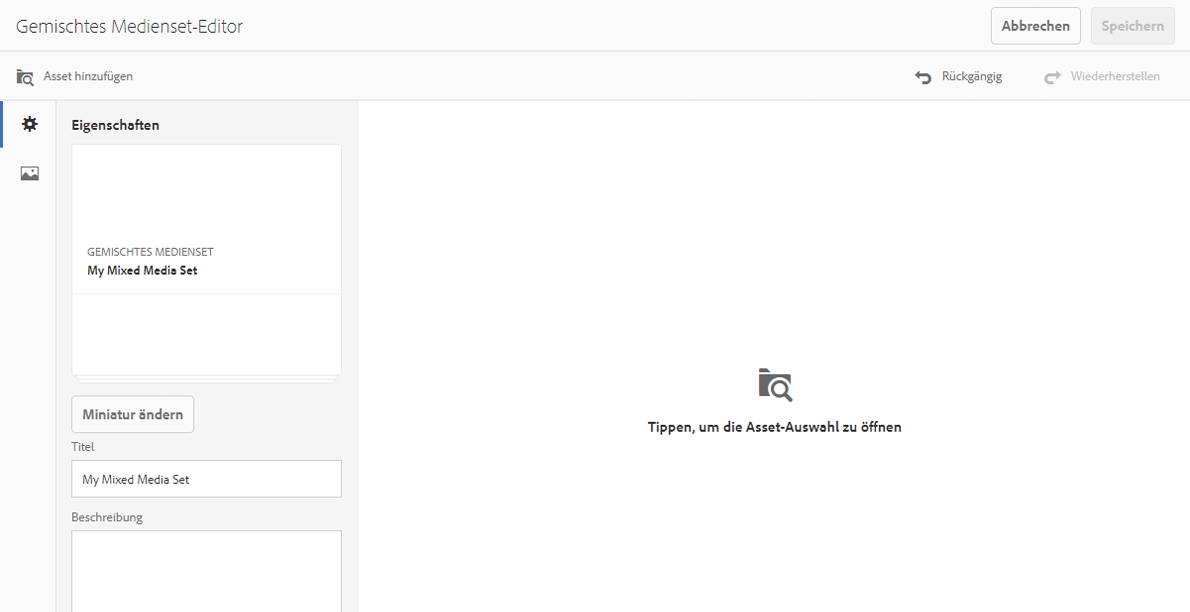 Gemischtes Medienset-Editor
Abbrechen
Speichern
Asset hinzufügen
Rückgängig
Wiederherstellen
Eigenschaften
GEMISCHTES MEDIENSET
My Mixed Media Set
Miniatur ändern
Titel
My Mixed Media Set
Beschreibung
Tippen, um die Asset-Auswahl zu öffnen